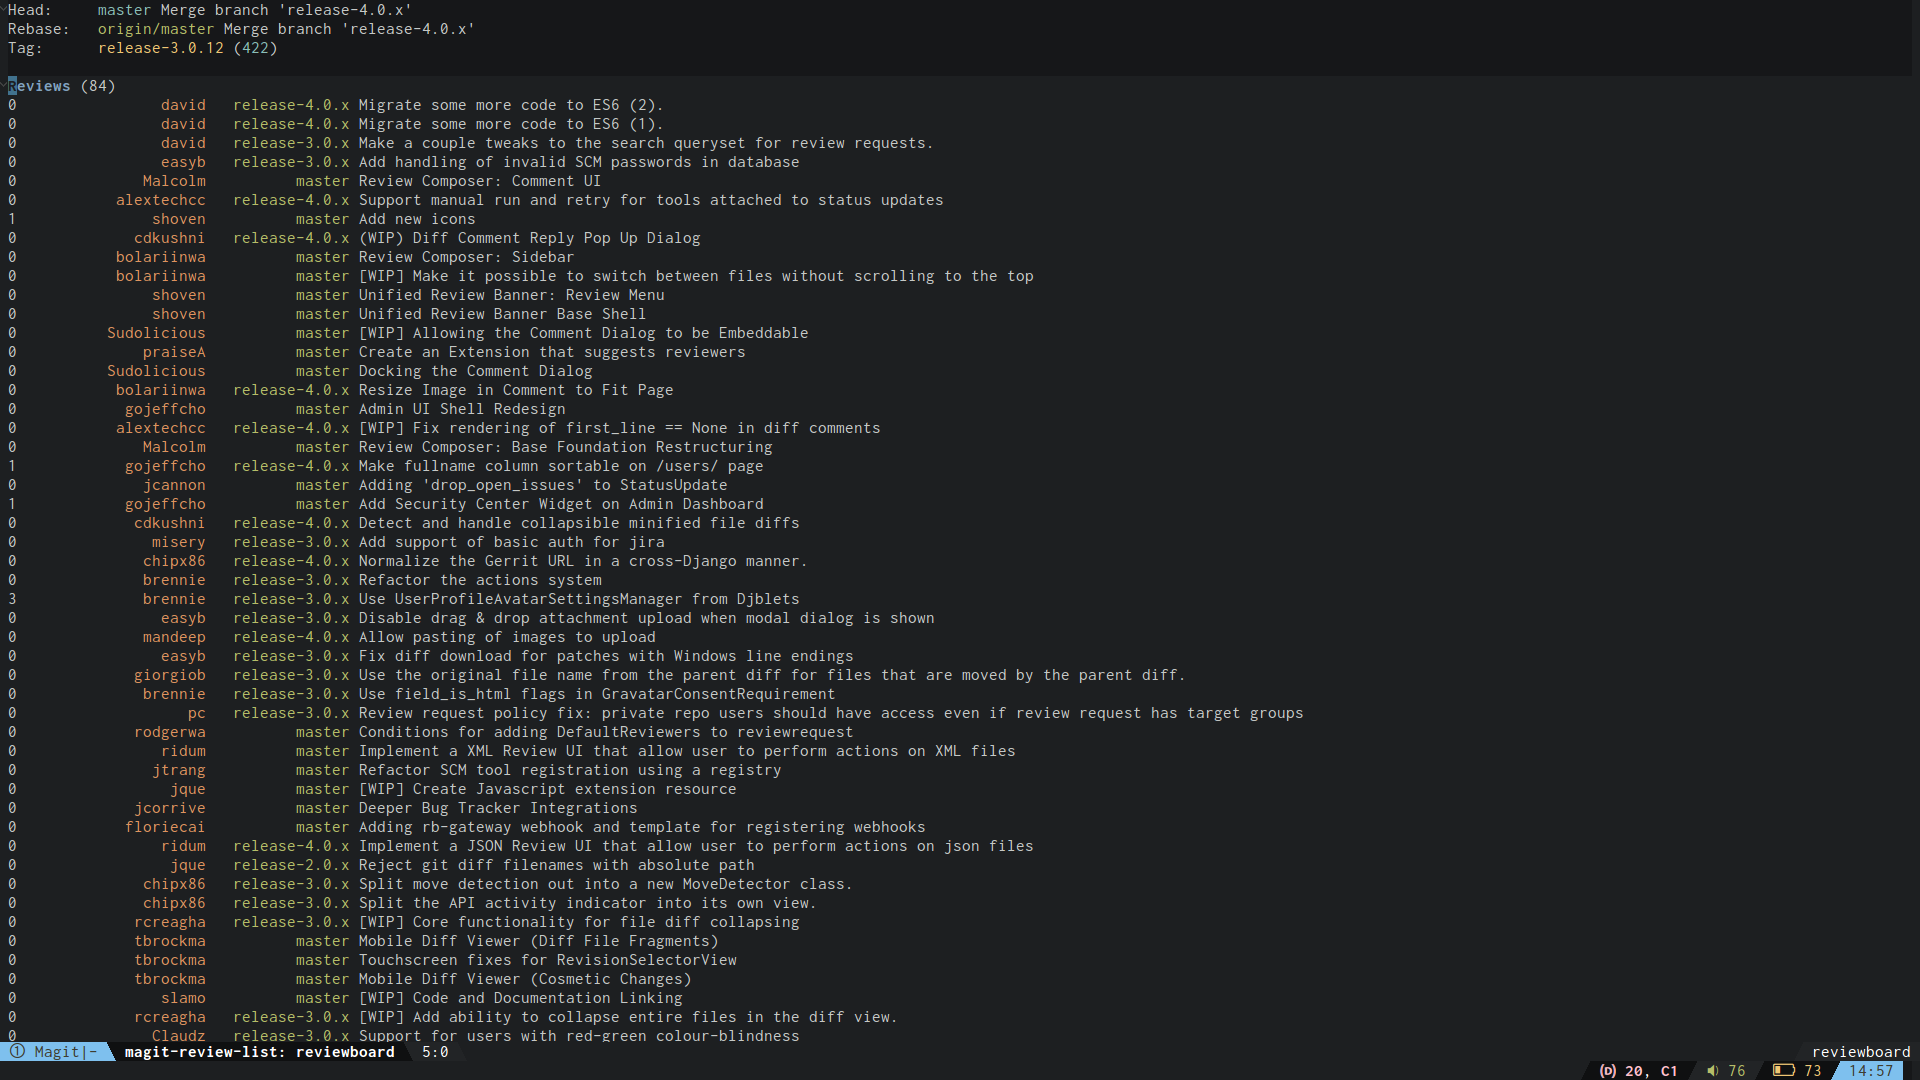 Head:     master Merge branch 'release-4.0.x'
Rebase:   origin/master Merge branch 'release-4.0.x'
Tag:      release-3.0.12 (422)
Reviews (84)
0 david release-4.0.x Migrate some more code to ES6 (2).
0 david release-4.0.x Migrate some more code to ES6 (1).
0 david release-3.0.x Make a couple tweaks to the search queryset for review requests.
0 easyb release-3.0.x Add handling of invalid SCM passwords in database
0 Malcolm master Review Composer: Comment UI
0 alextechcc release-4.0.x Support manual run and retry for tools attached to status updates
1 shoven master Add new icons
0 cdkushni release-4.0.x (WIP) Diff Comment Reply Pop Up Dialog
0 bolariinwa master Review Composer: Sidebar
0 bolariinwa master [WIP] Make it possible to switch between files without scrolling to the top
0 shoven master Unified Review Banner: Review Menu
0 shoven master Unified Review Banner Base Shell
0 Sudolicious master [WIP] Allowing the Comment Dialog to be Embeddable
0 praiseA master Create an Extension that suggests reviewers
0 Sudolicious master Docking the Comment Dialog
0 bolariinwa release-4.0.x Resize Image in Comment to Fit Page
0 gojeffcho master Admin UI Shell Redesign
0 alextechcc release-4.0.x [WIP] Fix rendering of first_line == None in diff comments
0 Malcolm master Review Composer: Base Foundation Restructuring
1 gojeffcho release-4.0.x Make fullname column sortable on /users/ page
0 jcannon master Adding 'drop_open_issues' to StatusUpdate
1 gojeffcho master Add Security Center Widget on Admin Dashboard
0 cdkushni release-4.0.x Detect and handle collapsible minified file diffs
0 misery release-3.0.x Add support of basic auth for jira
0 chipx86 release-4.0.x Normalize the Gerrit URL in a cross-Django manner.
0 brennie release-3.0.x Refactor the actions system
3 brennie release-3.0.x Use UserProfileAvatarSettingsManager from Djblets
0 easyb release-3.0.x Disable drag & drop attachment upload when modal dialog is shown
0 mandeep release-4.0.x Allow pasting of images to upload
0 easyb release-3.0.x Fix diff download for patches with Windows line endings
0 giorgiob release-3.0.x Use the original file name from the parent diff for files that are moved by the parent diff.
0 brennie release-3.0.x Use field_is_html flags in GravatarConsentRequirement
0 pc release-3.0.x Review request policy fix: private repo users should have access even if review request has target groups
0 rodgerwa master Conditions for adding DefaultReviewers to reviewrequest
0 ridum master Implement a XML Review UI that allow user to perform actions on XML files
0 jtrang master Refactor SCM tool registration using a registry
0 jque master [WIP] Create Javascript extension resource
0 jcorrive master Deeper Bug Tracker Integrations
0 floriecai master Adding rb-gateway webhook and template for registering webhooks
0 ridum release-4.0.x Implement a JSON Review UI that allow user to perform actions on json files
0 jque release-2.0.x Reject git diff filenames with absolute path
0 chipx86 release-3.0.x Split move detection out into a new MoveDetector class.
0 chipx86 release-3.0.x Split the API activity indicator into its own view.
0 rcreagha release-3.0.x [WIP] Core functionality for file diff collapsing
0 tbrockma master Mobile Diff Viewer (Diff File Fragments)
0 tbrockma master Touchscreen fixes for RevisionSelectorView
0 tbrockma master Mobile Diff Viewer (Cosmetic Changes)
0 slamo master [WIP] Code and Documentation Linking
0 rcreagha release-3.0.x [WIP] Add ability to collapse entire files in the diff view.
0 Claudz release-3.0.x Support for users with red-green colour-blindness
① Magit|- magit-review-list: reviewboard 5:0 reviewboard
(D) 20, C1 76 73 14:57